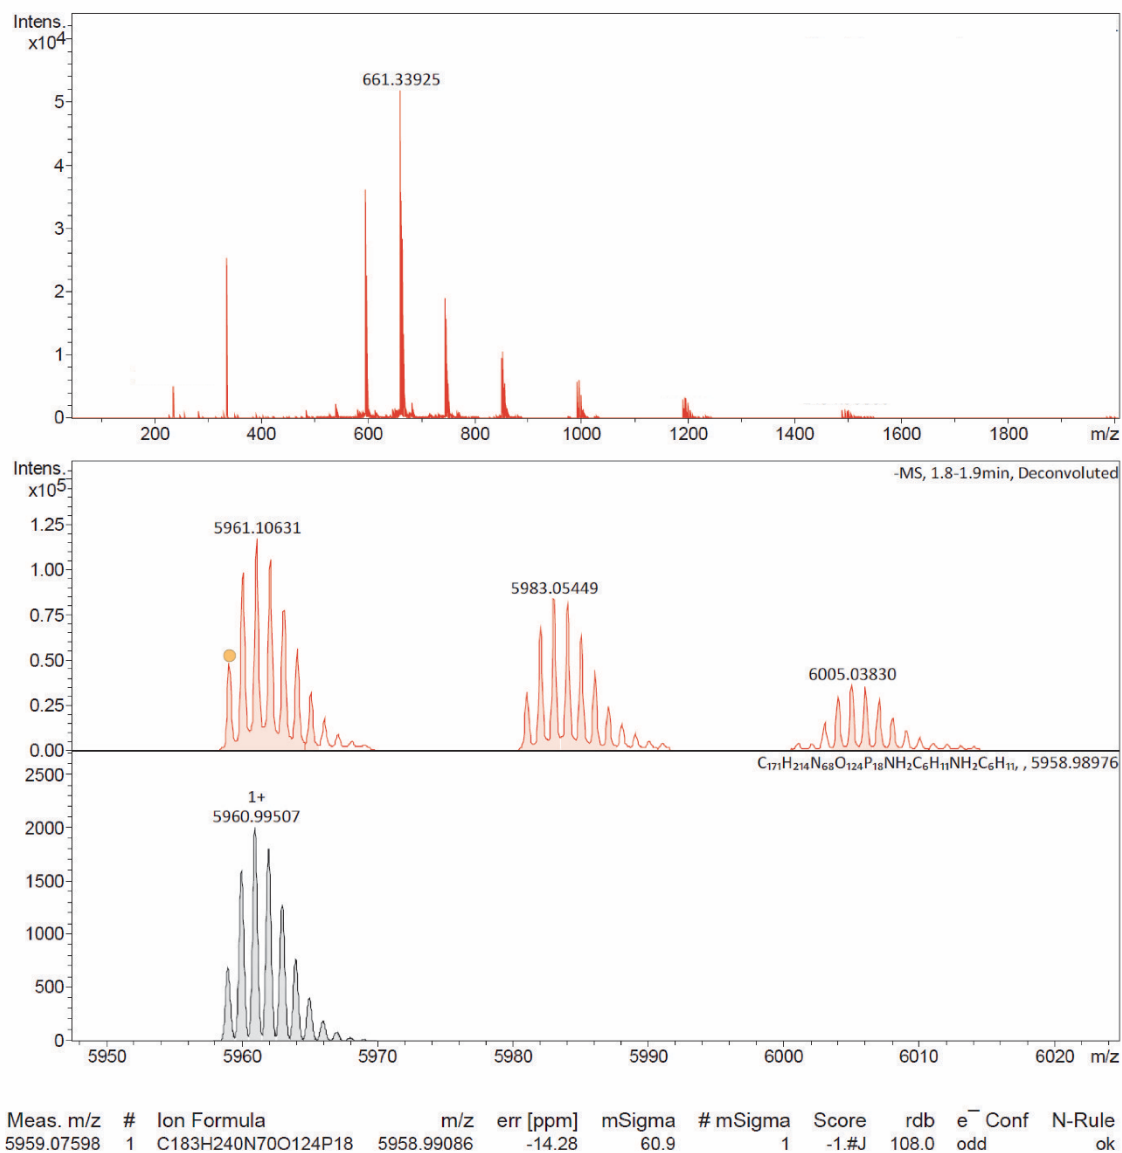 Intens.
x10⁴
661.33925
5
4
3
2
1
0
200 400 600 800 1000 1200 1400 1600 1800 m/z
Intens.
x10⁵
-MS, 1.8-1.9min, Deconvoluted
5961.10631
1.25
1.00
5983.05449
0.75
0.50
6005.03830
0.25
0.00
C₁₇₁H₂₁₄N₆₈O₁₂₄P₁₈NH₂C₆H₁₁NH₂C₆H₁₁, , 5958.98976
2500
1+
5960.99507
2000
1500
1000
500
0
5950 5960 5970 5980 5990 6000 6010 6020 m/z
Meas. m/z # Ion Formula m/z err [ppm] mSigma # mSigma Score rdb e¯ Conf N-Rule
5959.07598 1 C183H240N70O124P18 5958.99086 -14.28 60.9 1 -1.#J 108.0 odd ok